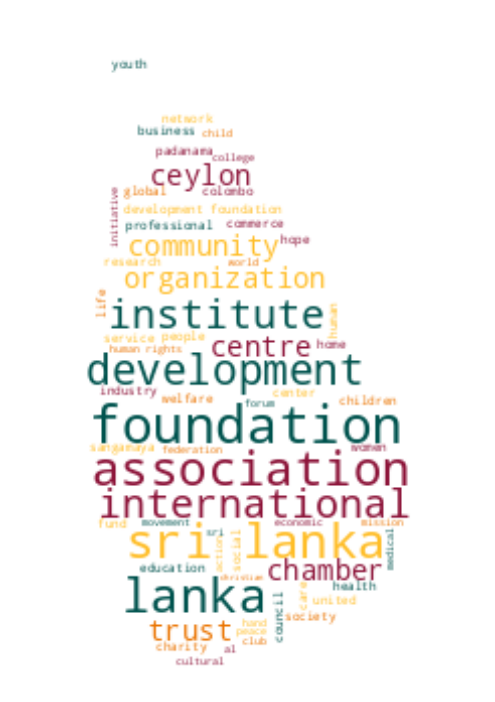 youth
network
business child
padanama college
ceylon
global colombo
initiative
development foundation
professional commerce
community hope
research world
organization
life
institute human
service people
centre home
human rights
development
industry center
welfare forum children
foundation
sangamaya federation women
association
international
fund movement economic mission
sri lanka
sri
action
social
medical
education chamber
christian
lanka health
care
united
council
society
trust hand
peace
charity club
al
cultural